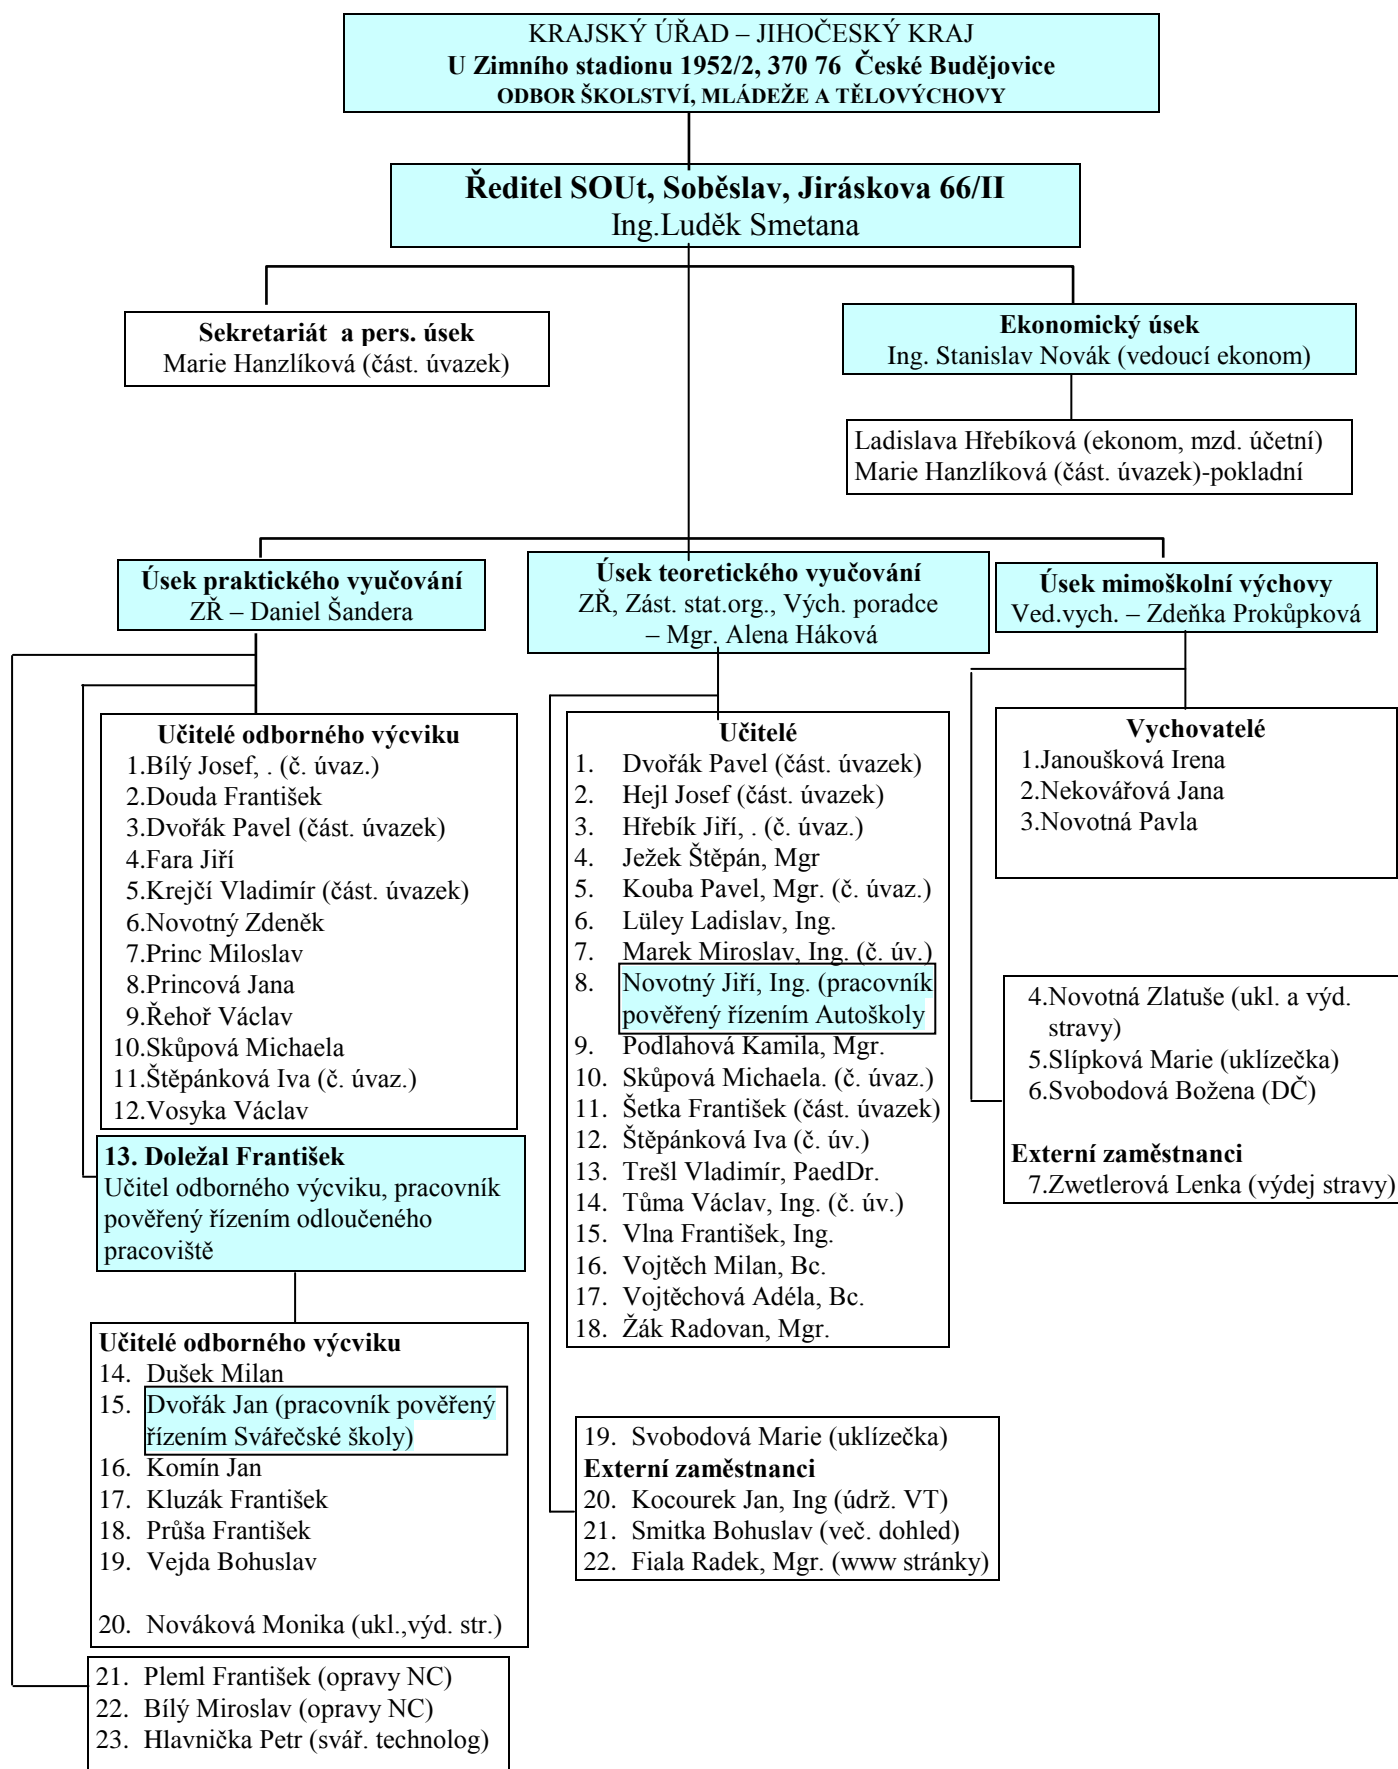 KRAJSKÝ ÚŘAD – JIHOČESKÝ KRAJ
U Zimního stadionu 1952/2, 370 76 České Budějovice
ODBOR ŠKOLSTVÍ, MLÁDEŽE A TĚLOVÝCHOVY
Ředitel SOUt, Soběslav, Jiráskova 66/II
Ing.Luděk Smetana
Sekretariát a pers. úsek
Marie Hanzlíková (část. úvazek)
Ekonomický úsek
Ing. Stanislav Novák (vedoucí ekonom)
Ladislava Hřebíková (ekonom, mzd. účetní)
Marie Hanzlíková (část. úvazek)-pokladní
Úsek praktického vyučování
ZŘ – Daniel Šandera
Úsek teoretického vyučování
ZŘ, Zást. stat.org., Vých. poradce
– Mgr. Alena Háková
Úsek mimoškolní výchovy
Ved.vych. – Zdeňka Prokůpková
Učitelé odborného výcviku
1.Bílý Josef, . (č. úvaz.)
2.Douda František
3.Dvořák Pavel (část. úvazek)
4.Fara Jiří
5.Krejčí Vladimír (část. úvazek)
6.Novotný Zdeněk
7.Princ Miloslav
8.Princová Jana
9.Řehoř Václav
10.Skůpová Michaela
11.Štěpánková Iva (č. úvaz.)
12.Vosyka Václav
13. Doležal František
Učitel odborného výcviku, pracovník
pověřený řízením odloučeného
pracoviště
Učitelé odborného výcviku
14. Dušek Milan
15. Dvořák Jan (pracovník pověřený
řízením Svářečské školy)
16. Komín Jan
17. Kluzák František
18. Průša František
19. Vejda Bohuslav
20. Nováková Monika (ukl.,výd. str.)
21. Pleml František (opravy NC)
22. Bílý Miroslav (opravy NC)
23. Hlavnička Petr (svář. technolog)
Učitelé
1. Dvořák Pavel (část. úvazek)
2. Hejl Josef (část. úvazek)
3. Hřebík Jiří, . (č. úvaz.)
4. Ježek Štěpán, Mgr
5. Kouba Pavel, Mgr. (č. úvaz.)
6. Lüley Ladislav, Ing.
7. Marek Miroslav, Ing. (č. úv.)
8. Novotný Jiří, Ing. (pracovník
pověřený řízením Autoškoly
9. Podlahová Kamila, Mgr.
10. Skůpová Michaela. (č. úvaz.)
11. Šetka František (část. úvazek)
12. Štěpánková Iva (č. úv.)
13. Trešl Vladimír, PaedDr.
14. Tůma Václav, Ing. (č. úv.)
15. Vlna František, Ing.
16. Vojtěch Milan, Bc.
17. Vojtěchová Adéla, Bc.
18. Žák Radovan, Mgr.
19. Svobodová Marie (uklízečka)
Externí zaměstnanci
20. Kocourek Jan, Ing (údrž. VT)
21. Smitka Bohuslav (več. dohled)
22. Fiala Radek, Mgr. (www stránky)
Vychovatelé
1.Janoušková Irena
2.Nekovářová Jana
3.Novotná Pavla
4.Novotná Zlatuše (ukl. a výd.
stravy)
5.Slípková Marie (uklízečka)
6.Svobodová Božena (DČ)
Externí zaměstnanci
7.Zwetlerová Lenka (výdej stravy)